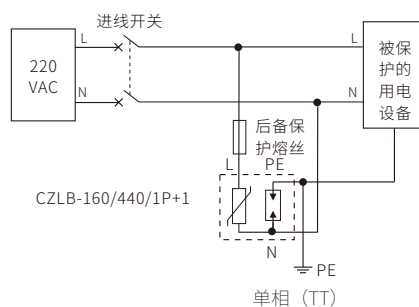 进线开关
L
L
220
VAC
N
N
被保
护的
用电
设备
后备保
护熔丝
L
PE
CZLB-160/440/1P+1
N
PE
单相（TT）